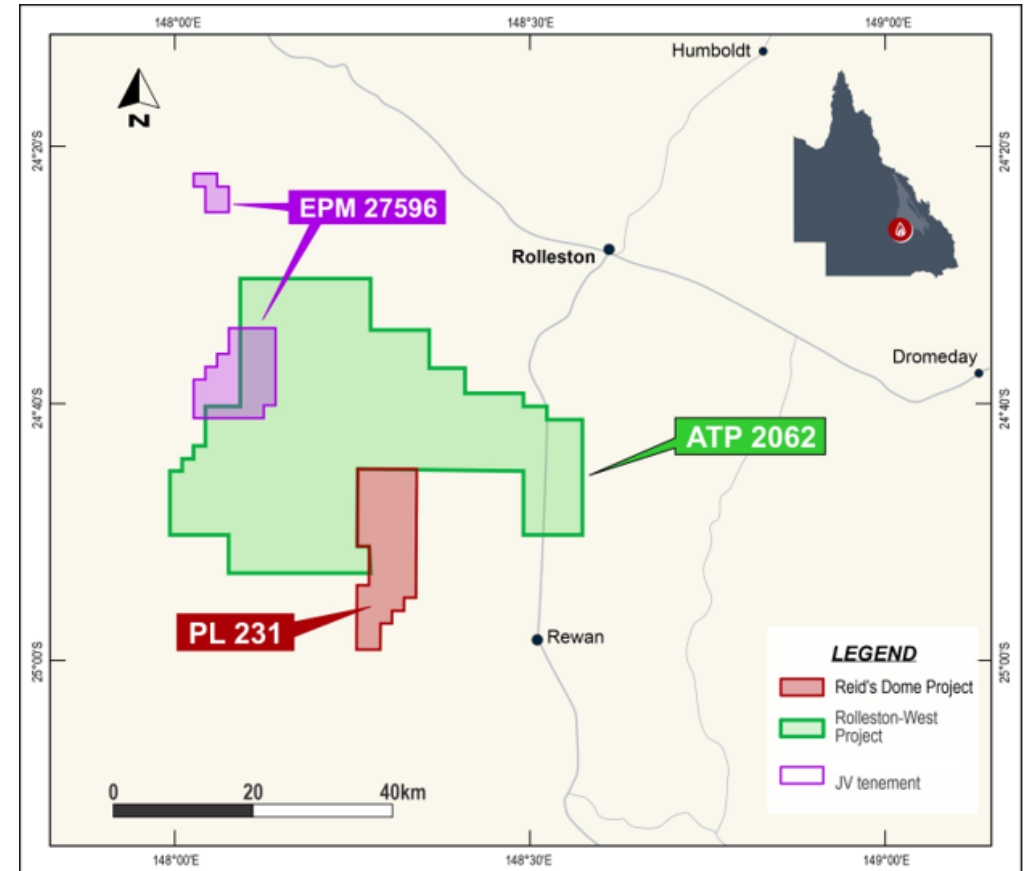 148°00'E
148°30'E
149°00'E
Humboldt
N
24°20'S
24°20'S
EPM 27596
Rolleston
Dromeday
24°40'S
24°40'S
ATP 2062
PL 231
Rewan
25°00'S
25°00'S
LEGEND
Reid's Dome Project
Rolleston-West
Project
JV tenement
0 20 40km
148°00'E
148°30'E
149°00'E